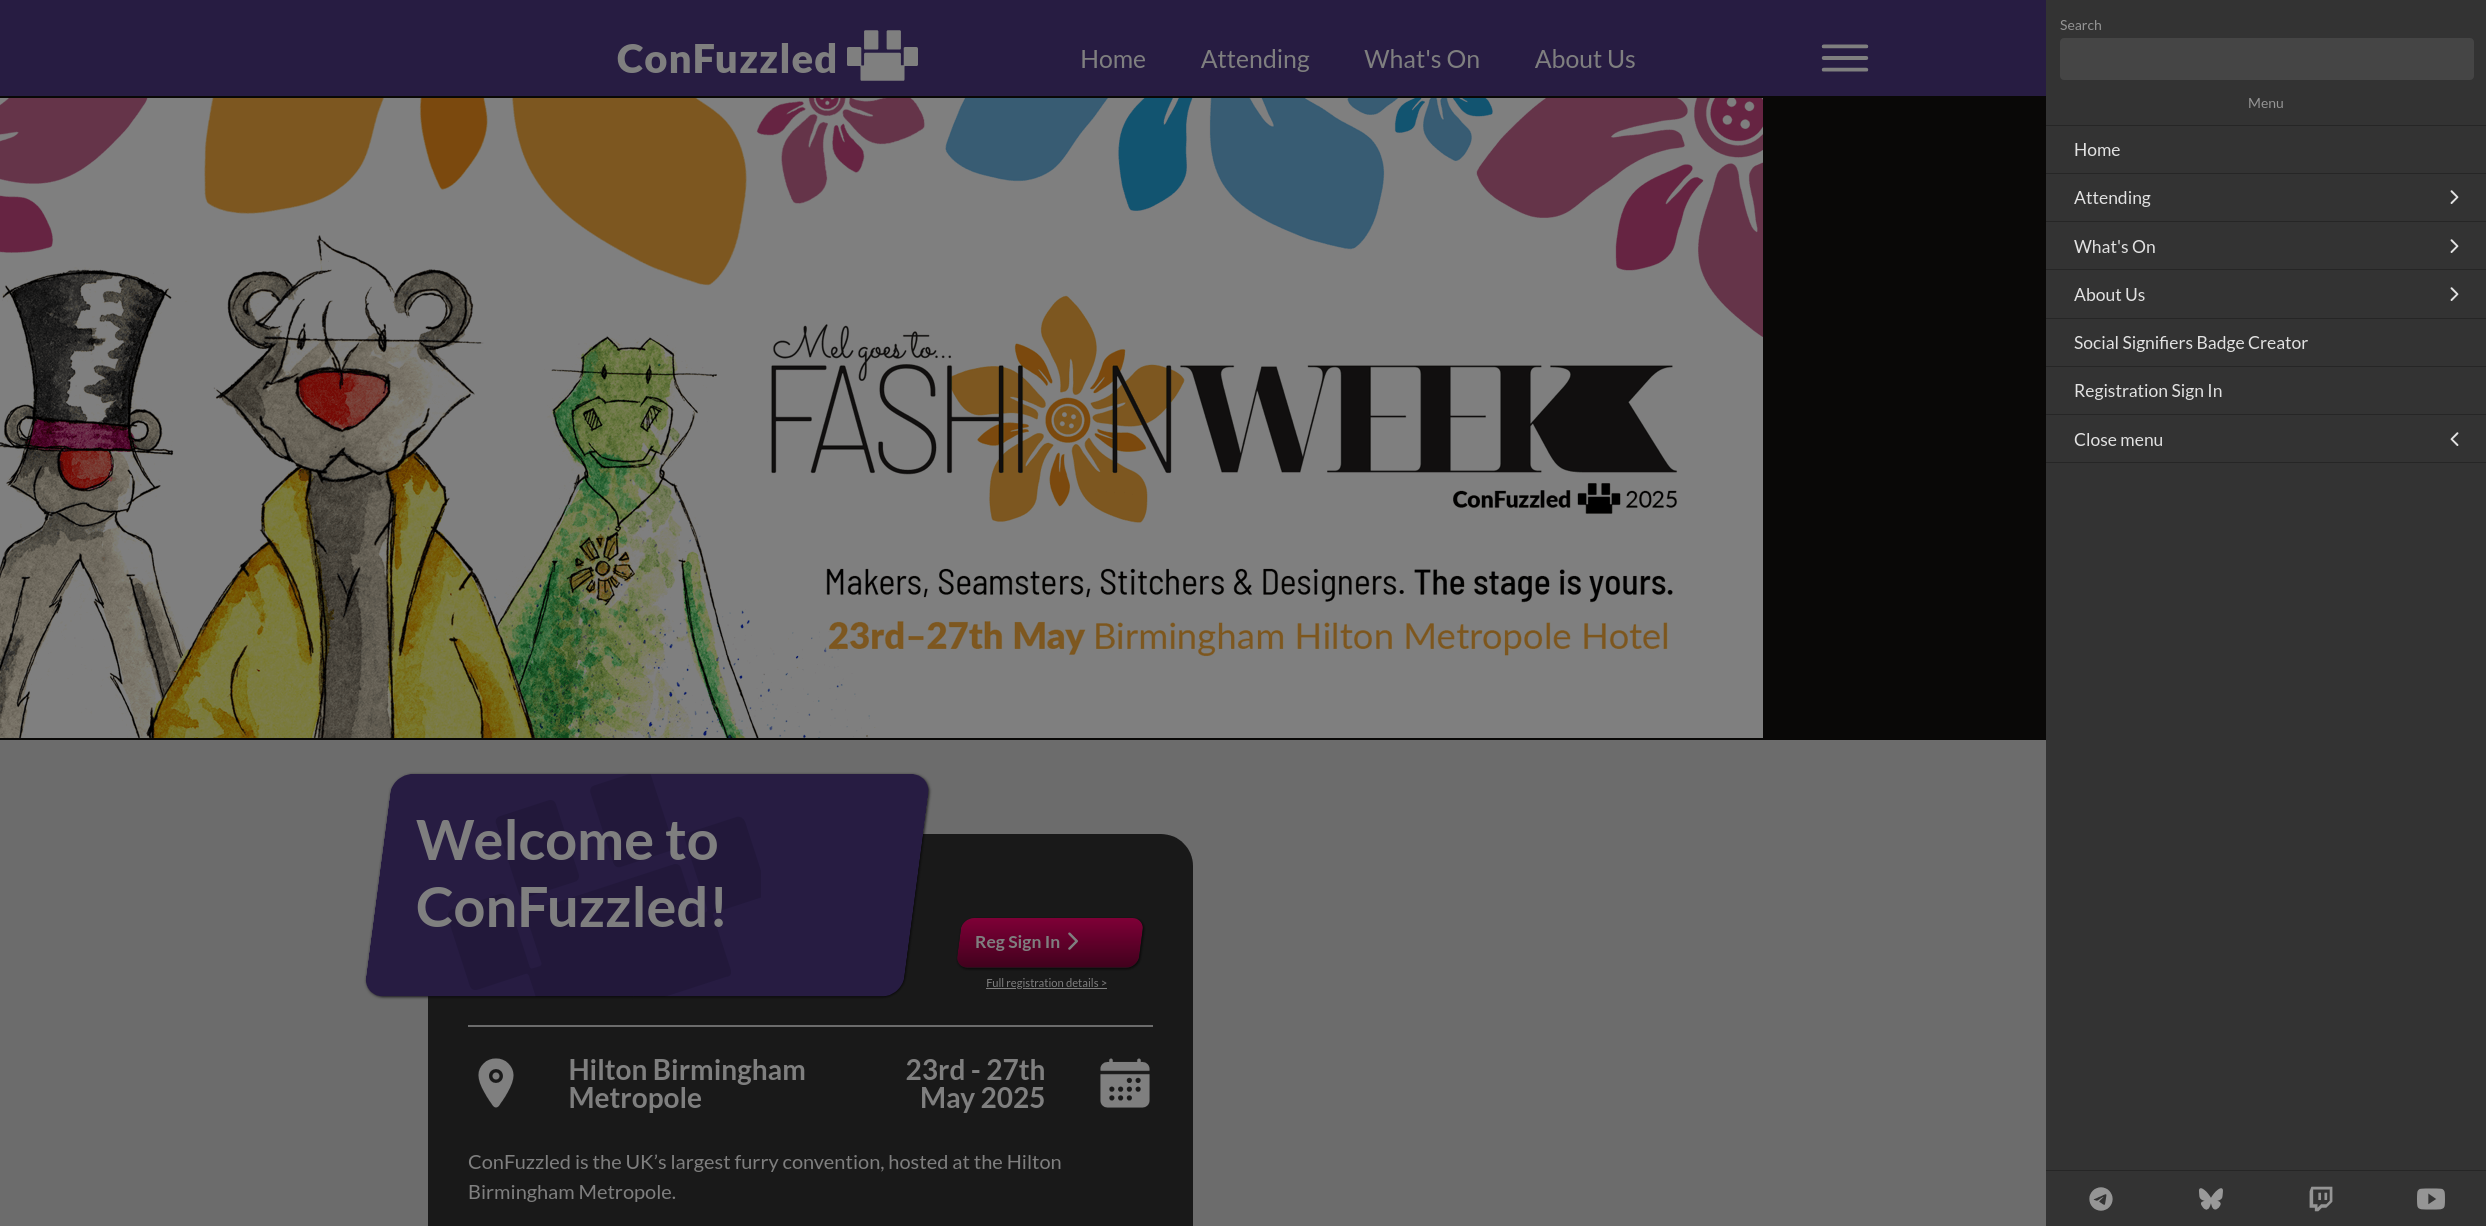 ConFuzzled
Home
Attending
What's On
About Us
Mel goes to...
FASHION WEEK
ConFuzzled 2025
Makers, Seamsters, Stitchers & Designers. The stage is yours.
23rd–27th May Birmingham Hilton Metropole Hotel
Welcome to
ConFuzzled!
Reg Sign In
Full registration details >
Hilton Birmingham
Metropole
23rd - 27th
May 2025
ConFuzzled is the UK’s largest furry convention, hosted at the Hilton
Birmingham Metropole.
Search
Menu
Home
Attending
What's On
About Us
Social Signifiers Badge Creator
Registration Sign In
Close menu